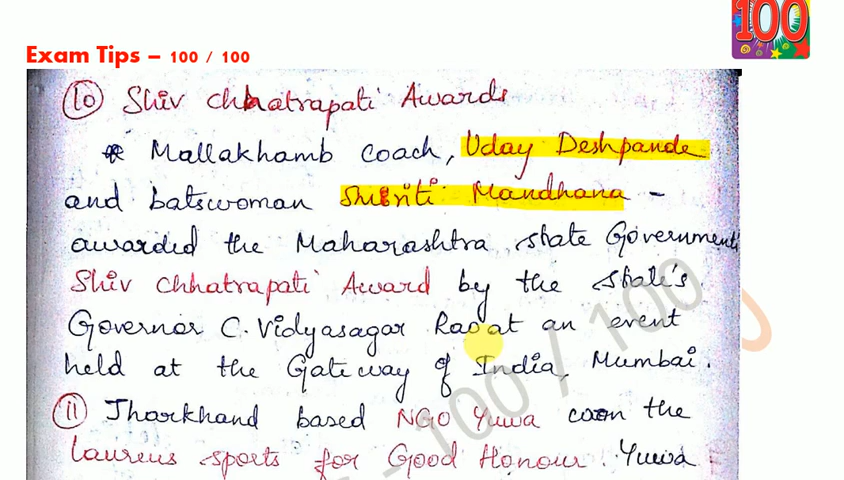 100
Exam Tips – 100 / 100
10 Shiv Chhatrapati Awards
* Mallakhamb coach, Uday Deshpande
and batswoman Smriti Mandhana -
awarded the Maharashtra state Government
Shiv Chhatrapati Award by the state's
Governor C. Vidyasagar Rao at an event
held at the Gateway of India, Mumbai.
11 Jharkhand based NGO Yuwa won the
Laureus sports for Good Honour. Yuwa
- 100 / 100